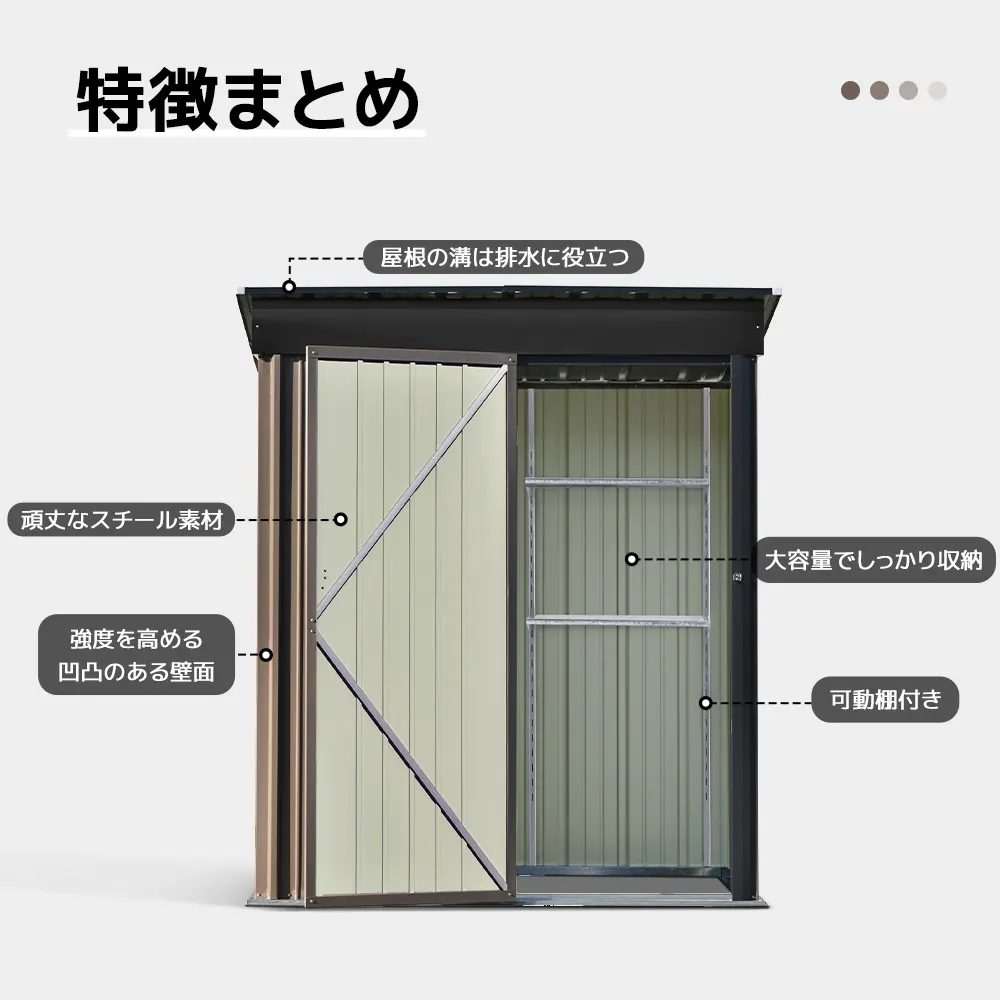 特徴まとめ
屋根の溝は排水に役立つ
頑丈なスチール素材
大容量でしっかり収納
強度を高める
凹凸のある壁面
可動棚付き